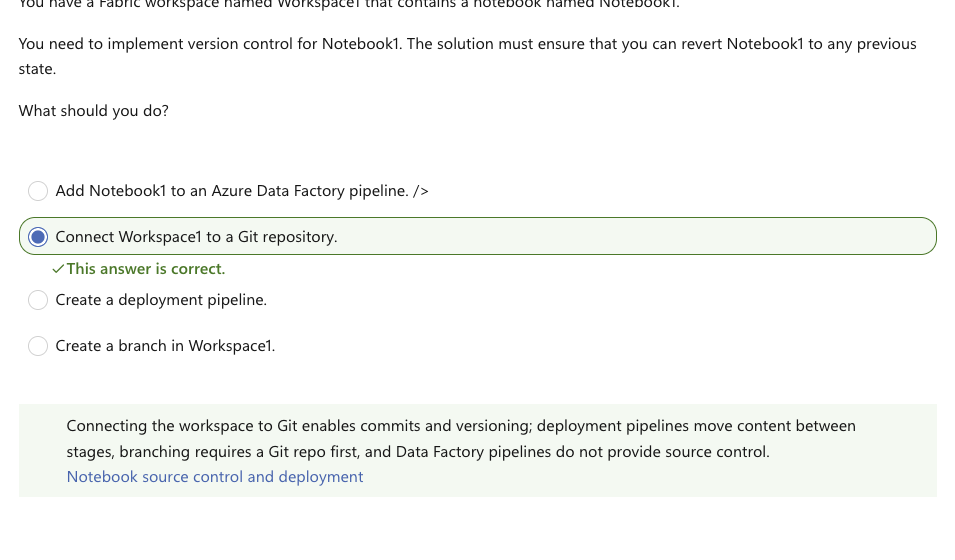 You have a Fabric workspace named Workspace1 that contains a notebook named Notebook1.
You need to implement version control for Notebook1. The solution must ensure that you can revert Notebook1 to any previous
state.
What should you do?
Add Notebook1 to an Azure Data Factory pipeline. />
Connect Workspace1 to a Git repository.
This answer is correct.
Create a deployment pipeline.
Create a branch in Workspace1.
Connecting the workspace to Git enables commits and versioning; deployment pipelines move content between
stages, branching requires a Git repo first, and Data Factory pipelines do not provide source control.
Notebook source control and deployment